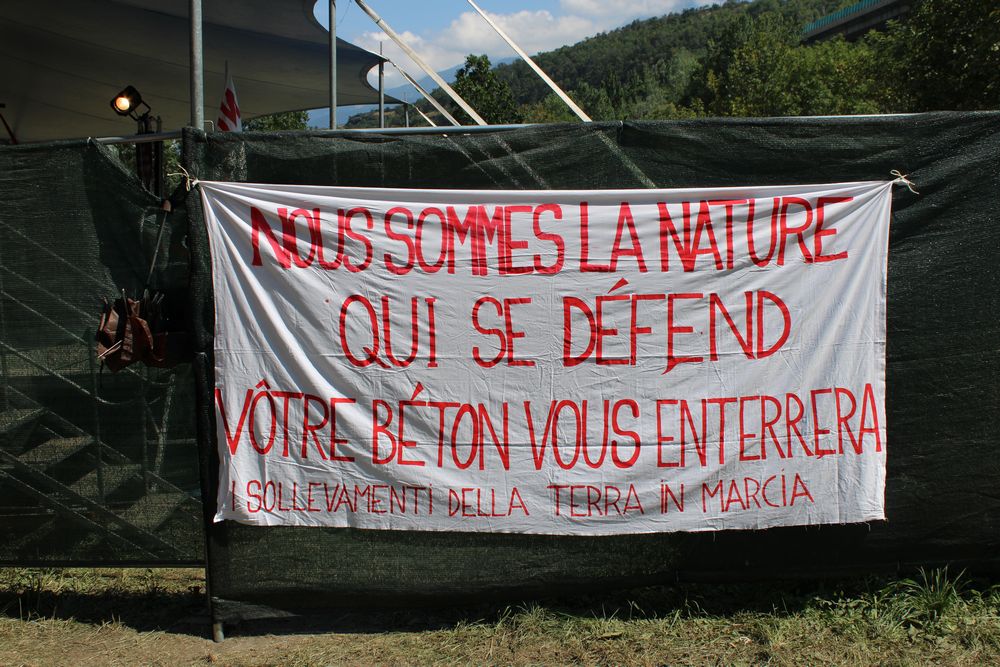 NOUS SOMMES LA NATURE
QUI SE DÉFEND
VÔTRE BÉTON VOUS ENTERRERA
I SOLLEVAMENTI DELLA TERRA IN MARCIA